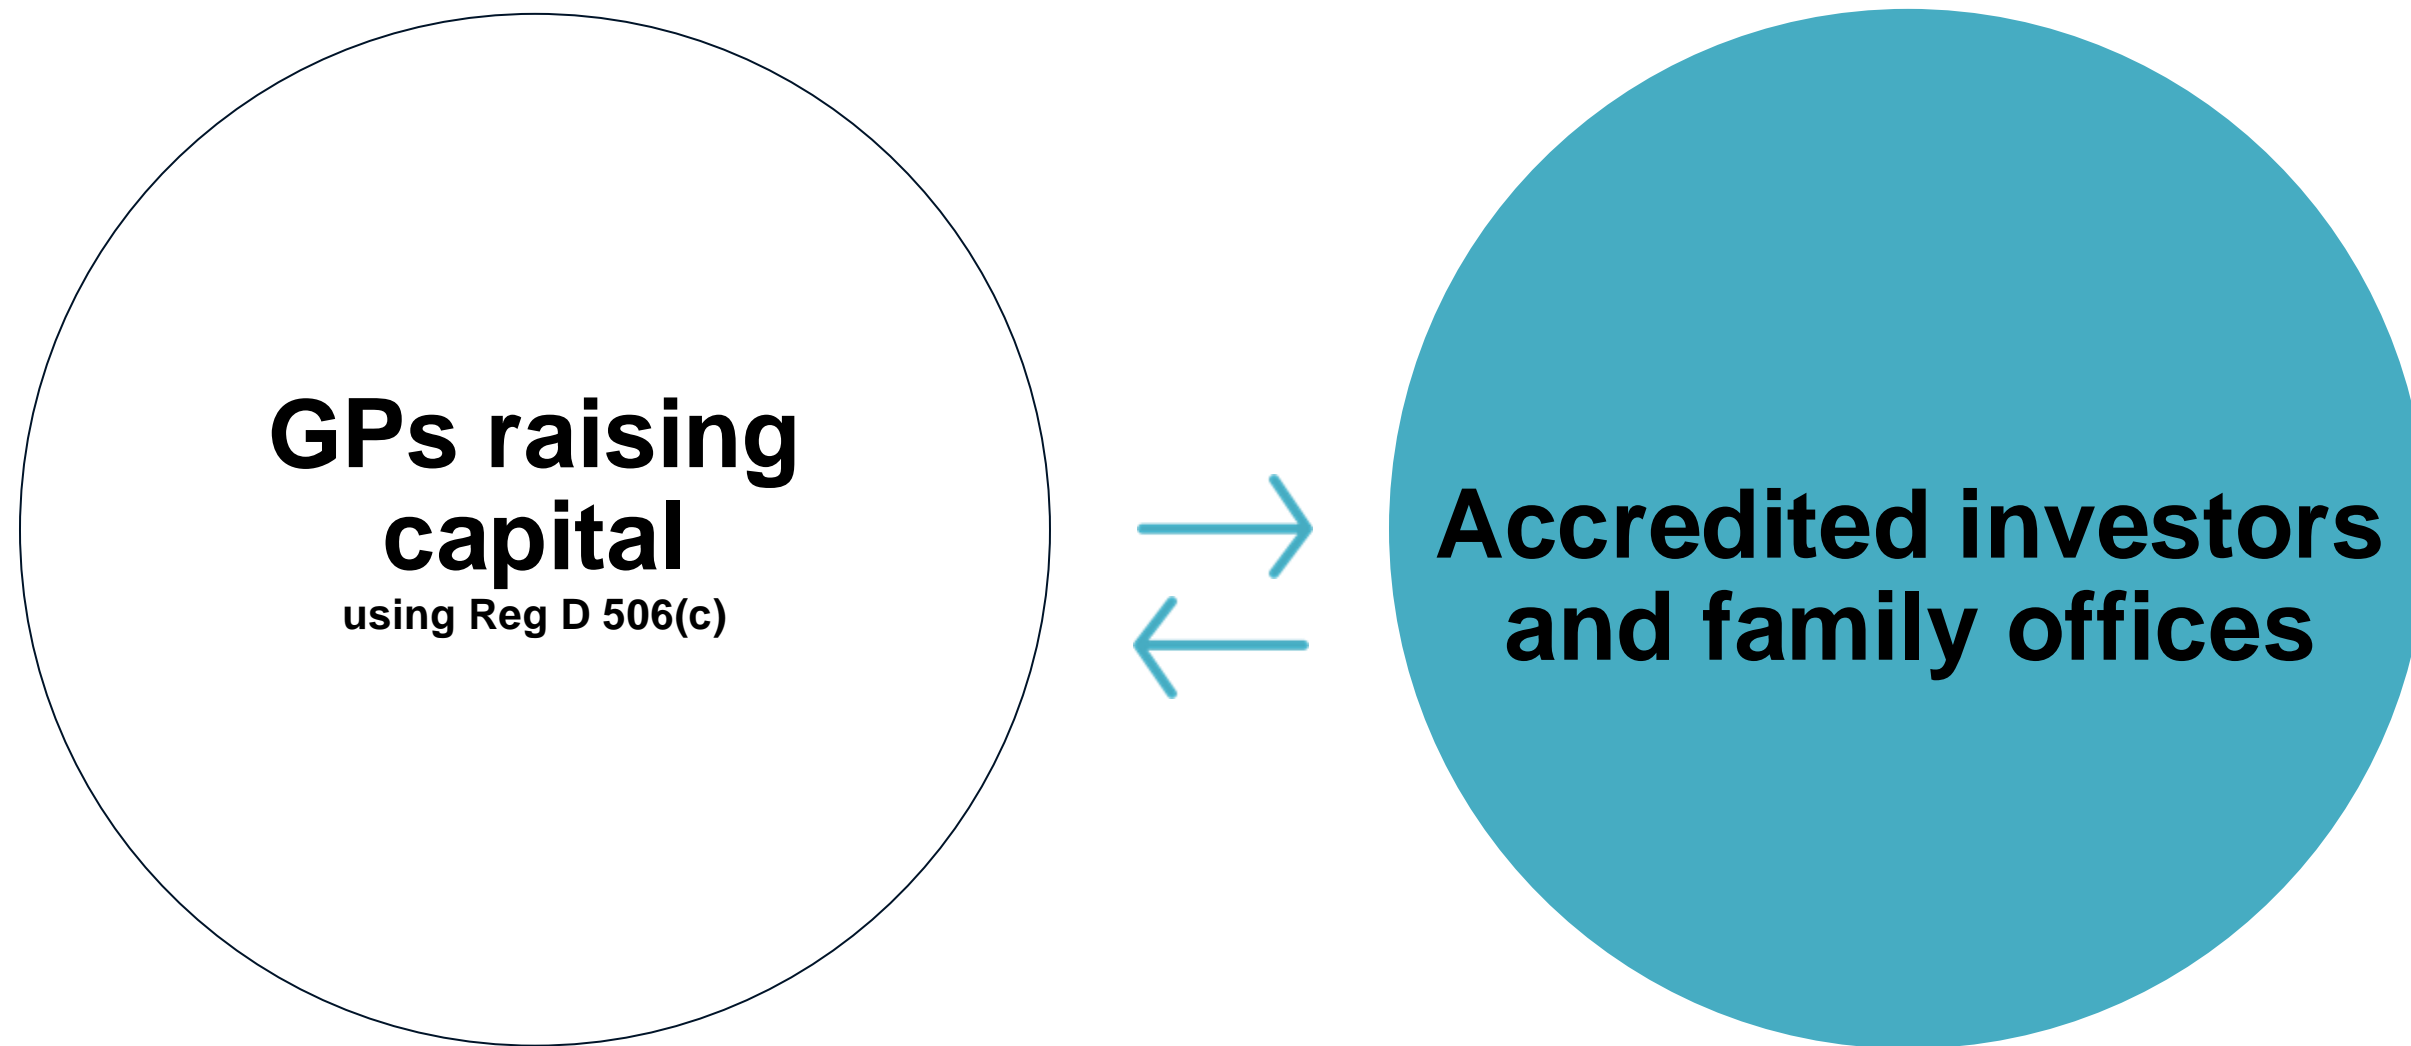 GPs raising
capital
using Reg D 506(c)
Accredited investors
and family offices